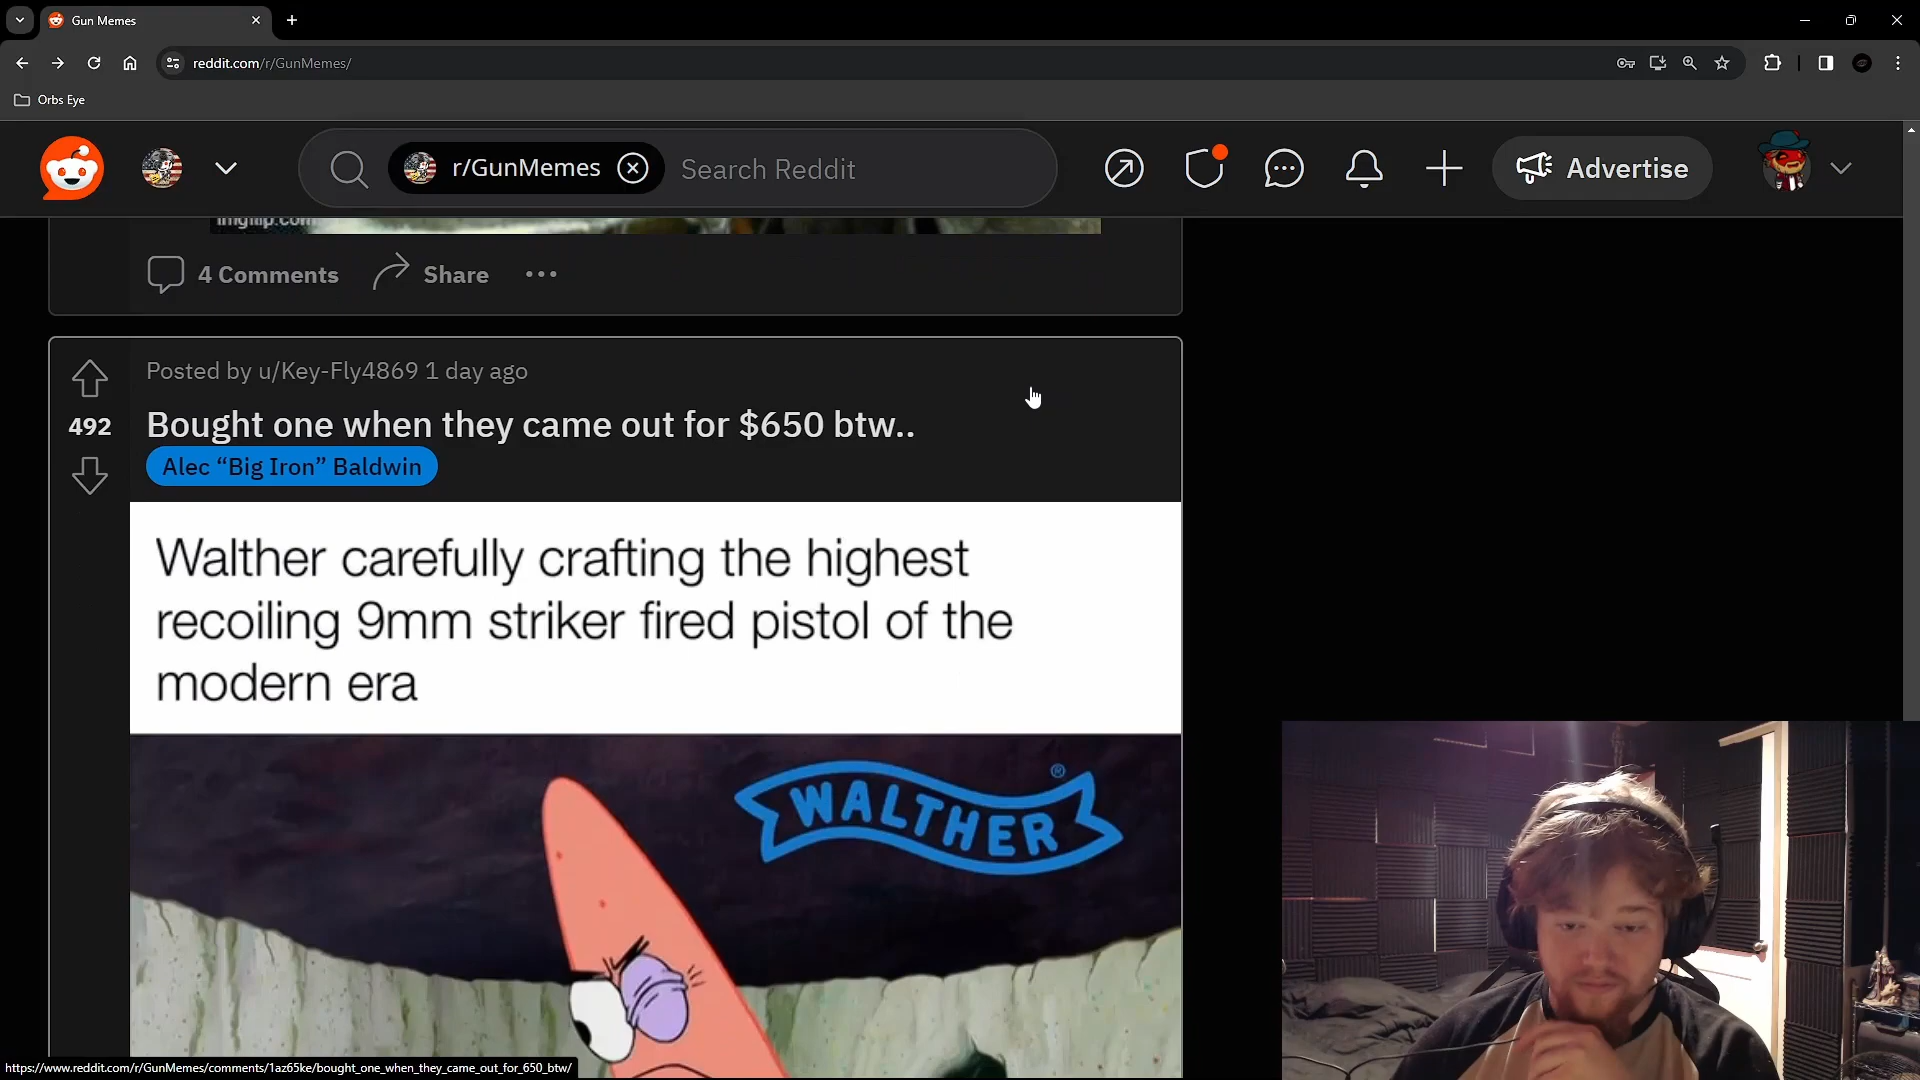 Gun Memes
reddit.com/r/GunMemes/
Orbs Eye
r/GunMemes
Search Reddit
Advertise
imgflip.com
4 Comments
Share
Posted by u/Key-Fly4869 1 day ago
492
Bought one when they came out for $650 btw..
Alec “Big Iron” Baldwin
Walther carefully crafting the highest
recoiling 9mm striker fired pistol of the
modern era
WALTHER®
https://www.reddit.com/r/GunMemes/comments/1az65ke/bought_one_when_they_came_out_for_650_btw/